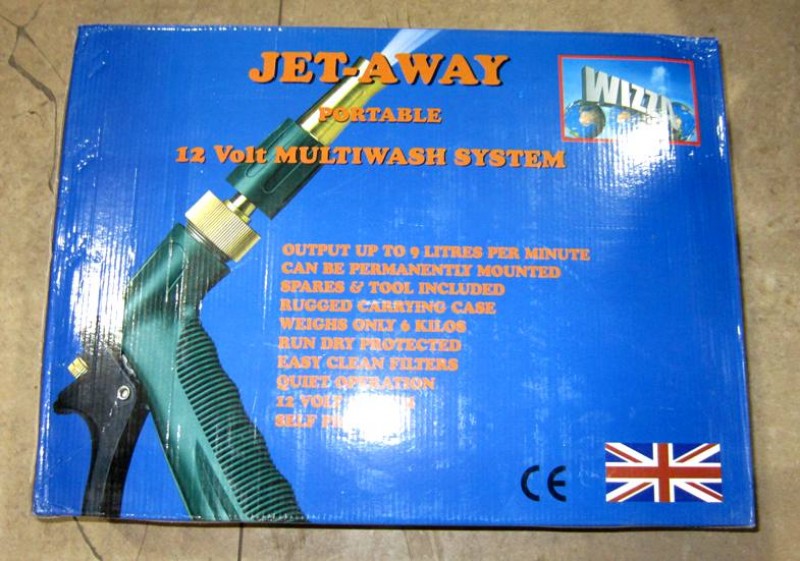 JET-AWAY
PORTABLE
12 Volt MULTIWASH SYSTEM
OUTPUT UP TO 9 LITRES PER MINUTE
CAN BE PERMANENTLY MOUNTED
SPARES & TOOL INCLUDED
RUGGED CARRYING CASE
WEIGHS ONLY 6 KILOS
RUN DRY PROTECTED
EASY CLEAN FILTERS
QUIET OPERATION
12 VOLT
SELF
CE